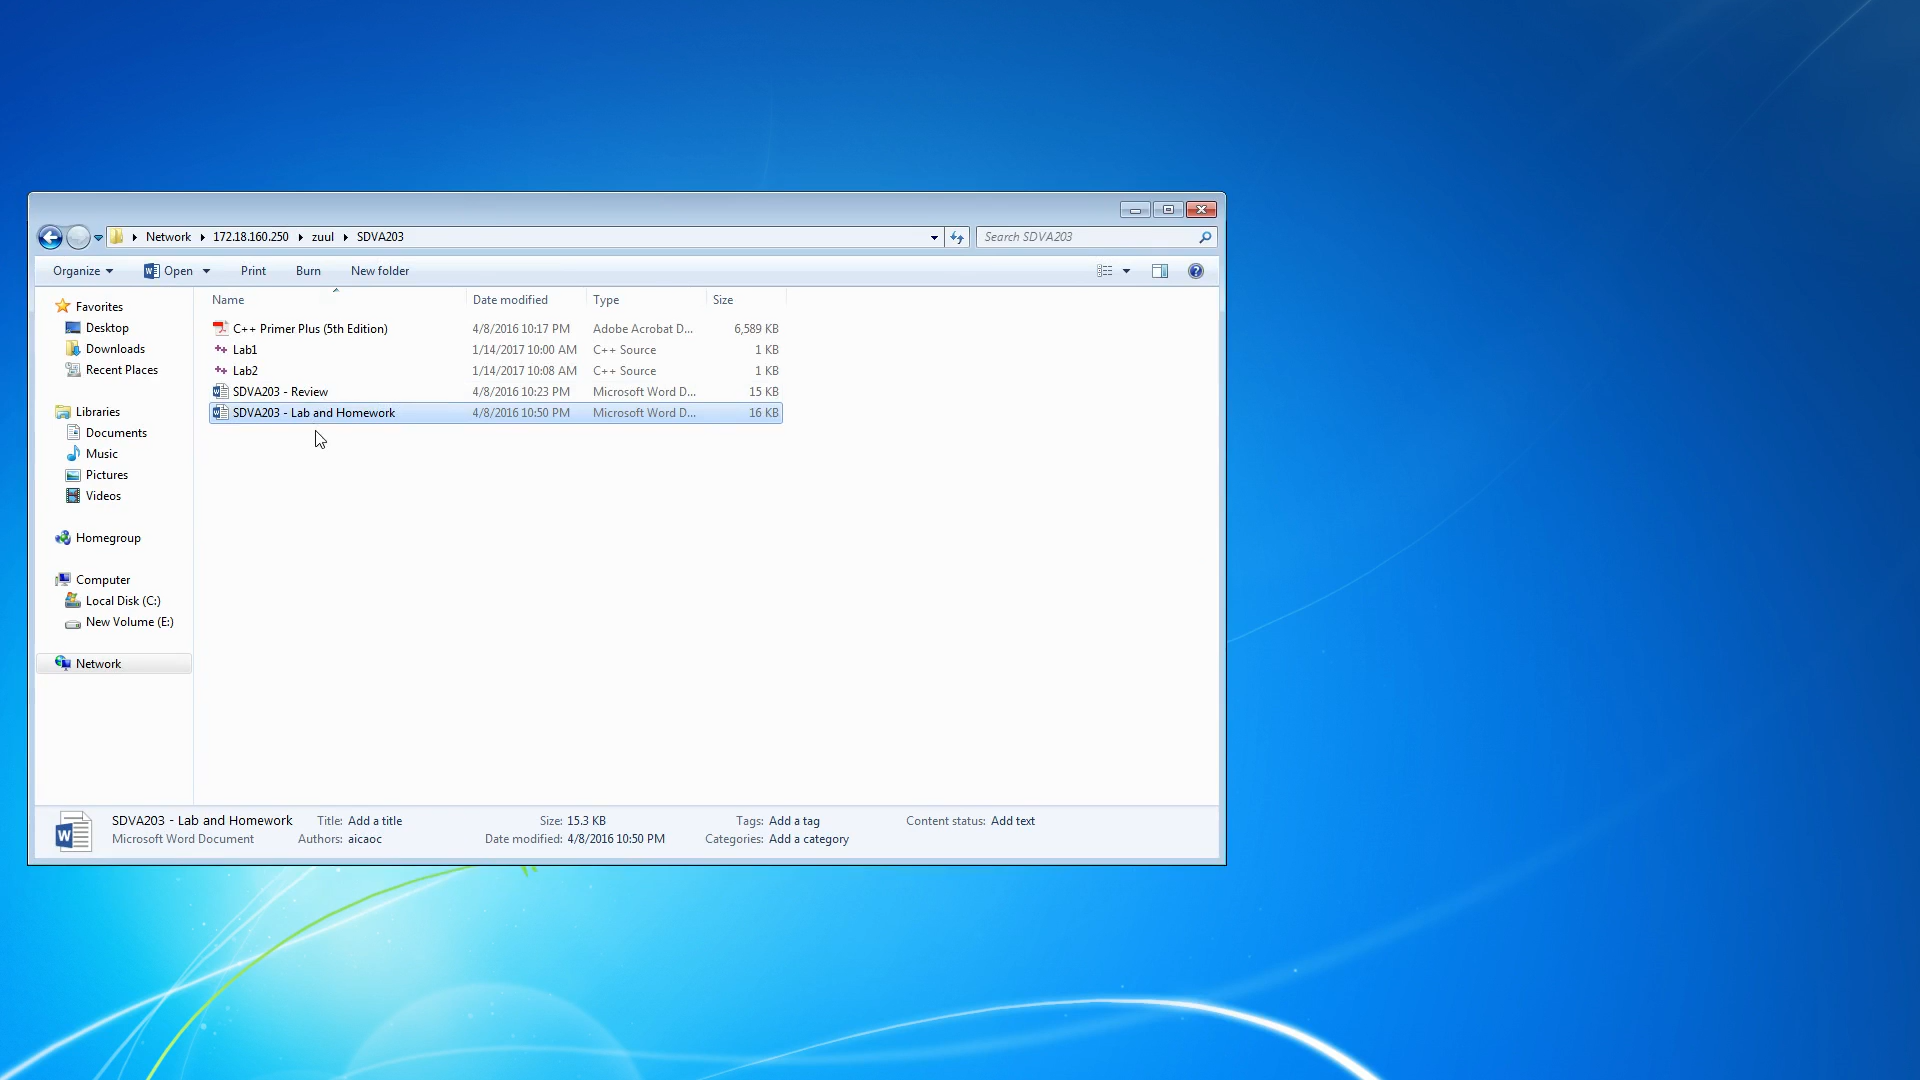 Network 172.18.160.250 zuul SDVA203 Search SDVA203
Organize Open Print Burn New folder
Name Date modified Type Size
Favorites
Desktop
Downloads
Recent Places
Libraries
Documents
Music
Pictures
Videos
Homegroup
Computer
Local Disk (C:)
New Volume (E:)
Network
C++ Primer Plus (5th Edition) 4/8/2016 10:17 PM Adobe Acrobat D... 6,589 KB
Lab1 1/14/2017 10:00 AM C++ Source 1 KB
Lab2 1/14/2017 10:08 AM C++ Source 1 KB
SDVA203 - Review 4/8/2016 10:23 PM Microsoft Word D... 15 KB
SDVA203 - Lab and Homework 4/8/2016 10:50 PM Microsoft Word D... 16 KB
SDVA203 - Lab and Homework Title: Add a title Size: 15.3 KB Tags: Add a tag Content status: Add text
Microsoft Word Document Authors: aicaoc Date modified: 4/8/2016 10:50 PM Categories: Add a category